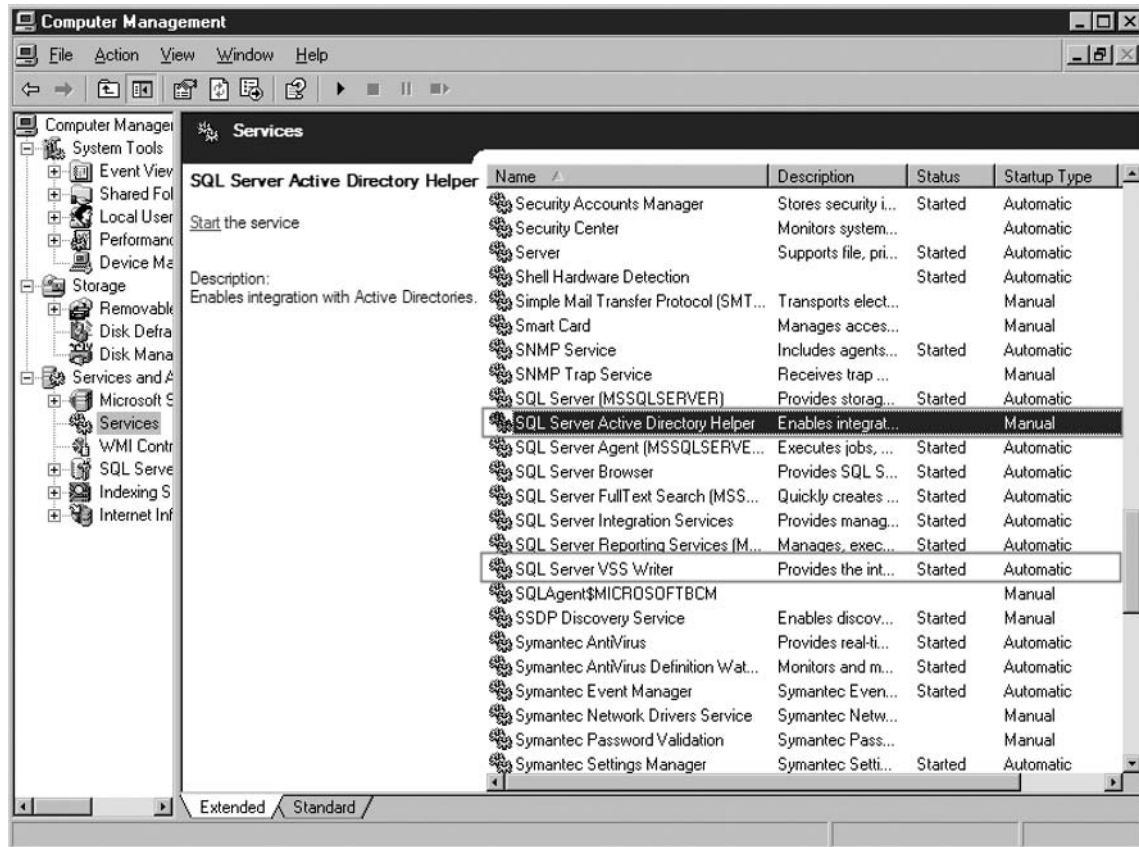 Computer Management
File Action View Window Help
Computer Manager
System Tools
Event View
Shared Fol
Local User
Performanc
Device Ma
Storage
Removable
Disk Defra
Disk Mana
Services and A
Microsoft S
Services
WMI Contr
SQL Serve
Indexing S
Internet Inf
Services
SQL Server Active Directory Helper
Start the service
Description:
Enables integration with Active Directories.
Name Description Status Startup Type
Security Accounts Manager Stores security i... Started Automatic
Security Center Monitors system... Automatic
Server Supports file, pri... Started Automatic
Shell Hardware Detection Started Automatic
Simple Mail Transfer Protocol (SMT... Transports elect... Manual
Smart Card Manages acces... Manual
SNMP Service Includes agents... Started Automatic
SNMP Trap Service Receives trap ... Manual
SQL Server (MSSQLSERVER) Provides storag... Started Automatic
SQL Server Active Directory Helper Enables integrat... Manual
SQL Server Agent (MSSQLSERVE... Executes jobs, ... Started Automatic
SQL Server Browser Provides SQL S... Started Automatic
SQL Server FullText Search (MSS... Quickly creates ... Started Automatic
SQL Server Integration Services Provides manag... Started Automatic
SQL Server Reporting Services (M... Manages, exec... Started Automatic
SQL Server VSS Writer Provides the int... Started Automatic
SQLAgent$MICROSOFTBCM Manual
SSDP Discovery Service Enables discov... Started Manual
Symantec AntiVirus Provides real-ti... Started Automatic
Symantec AntiVirus Definition Wat... Monitors and m... Started Automatic
Symantec Event Manager Symantec Even... Started Automatic
Symantec Network Drivers Service Symantec Netw... Manual
Symantec Password Validation Symantec Pass... Manual
Symantec Settings Manager Symantec Setti... Started Automatic
Extended Standard